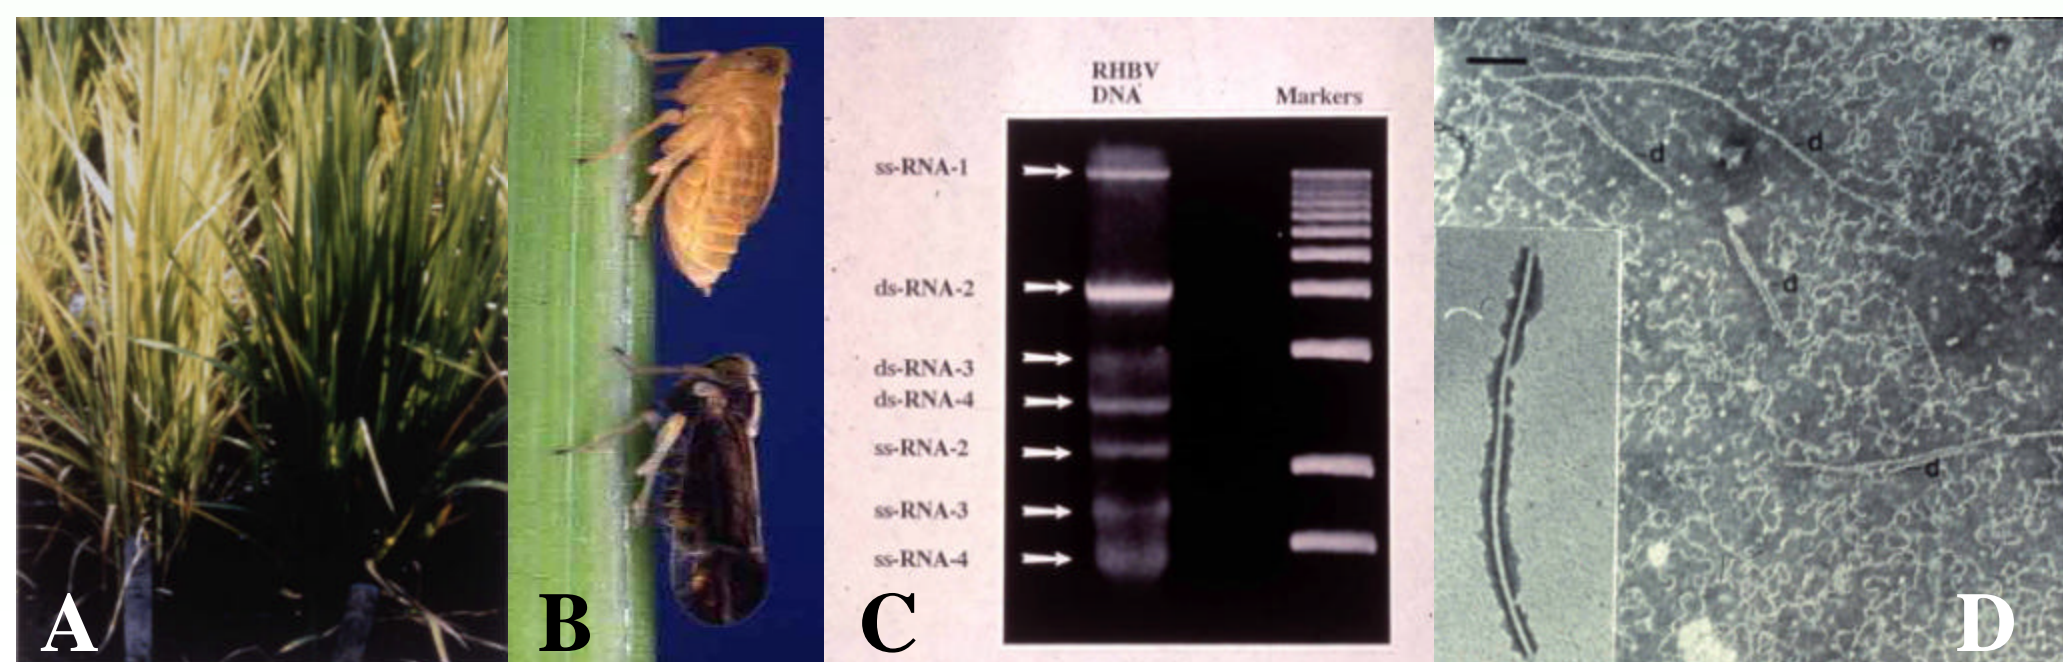 A
B
RHBV
DNA
Markers
ss-RNA-1
ds-RNA-2
ds-RNA-3
ds-RNA-4
ss-RNA-2
ss-RNA-3
ss-RNA-4
C
d
d
d
d
D